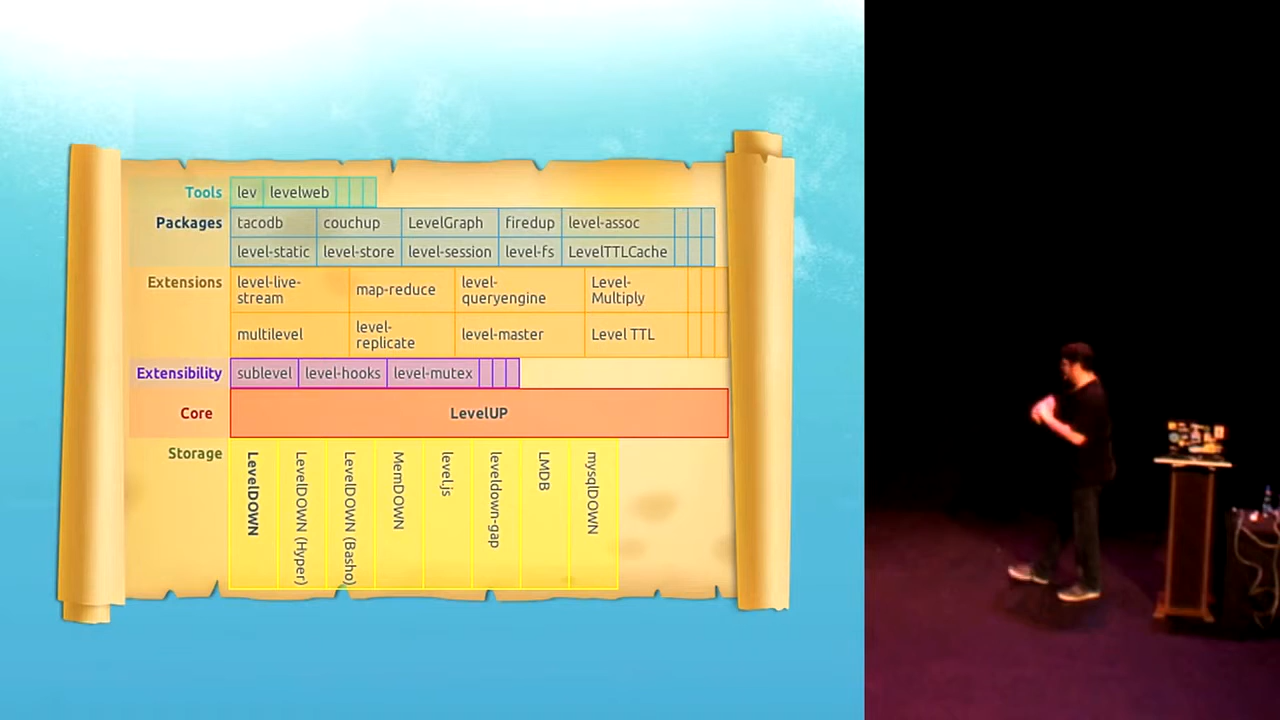 Tools lev levelweb
Packages tacodb couchup LevelGraph firedup level-assoc
level-static level-store level-session level-fs LevelTTLCache
Extensions level-live-stream map-reduce level-queryengine Level-Multiply
multilevel level-replicate level-master Level TTL
Extensibility sublevel level-hooks level-mutex
Core LevelUP
Storage LevelDOWN LevelDOWN (Hyper) LevelDOWN (Basho) MemDOWN level.js leveldown-gap LMDB mysqlDOWN